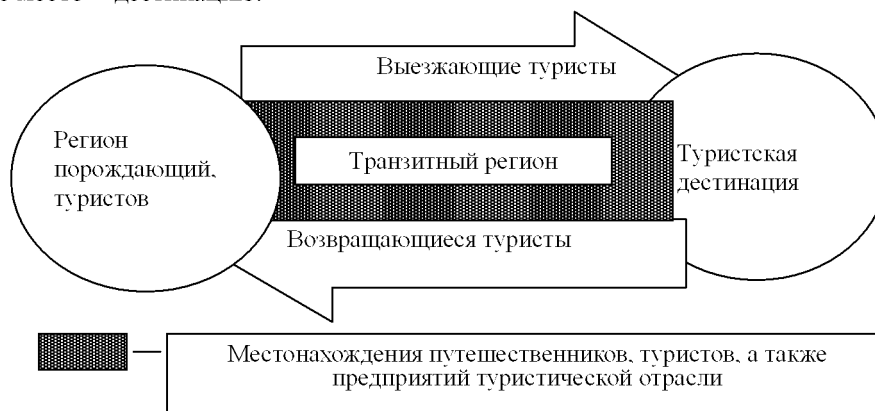 Выезжающие туристы
Регион
порождающий,
туристов
Транзитный регион
Туристская
дестинация
Возвращающиеся туристы
Местонахождения путешественников, туристов, а также
предприятий туристической отрасли